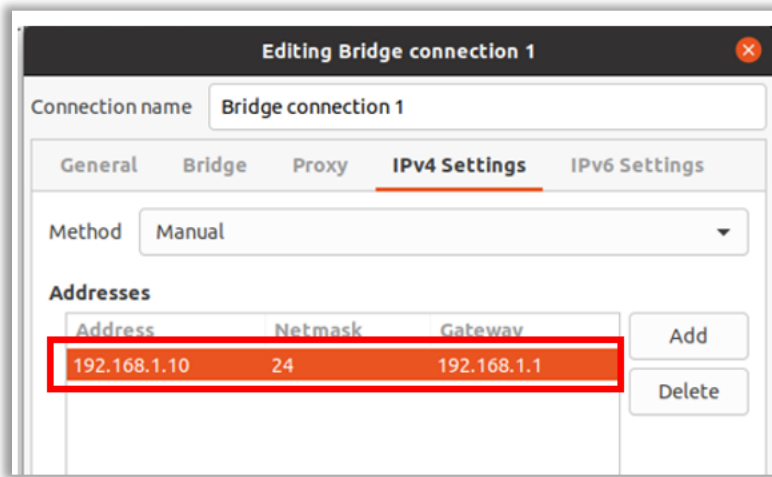 Editing Bridge connection 1
Connection name Bridge connection 1
General Bridge Proxy IPv4 Settings IPv6 Settings
Method Manual
Addresses
Address Netmask Gateway
Add
192.168.1.10 24 192.168.1.1
Delete